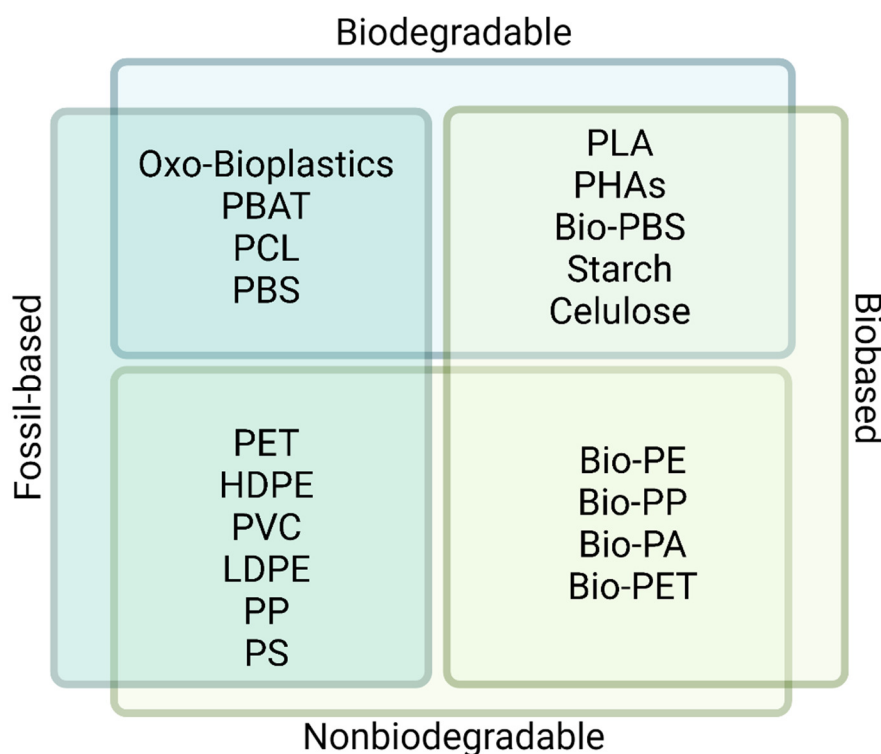 Biodegradable
Oxo-Bioplastics
PBAT
PCL
PBS
PLA
PHAs
Bio-PBS
Starch
Celulose
Fossil-based
Biobased
PET
HDPE
PVC
LDPE
PP
PS
Bio-PE
Bio-PP
Bio-PA
Bio-PET
Nonbiodegradable